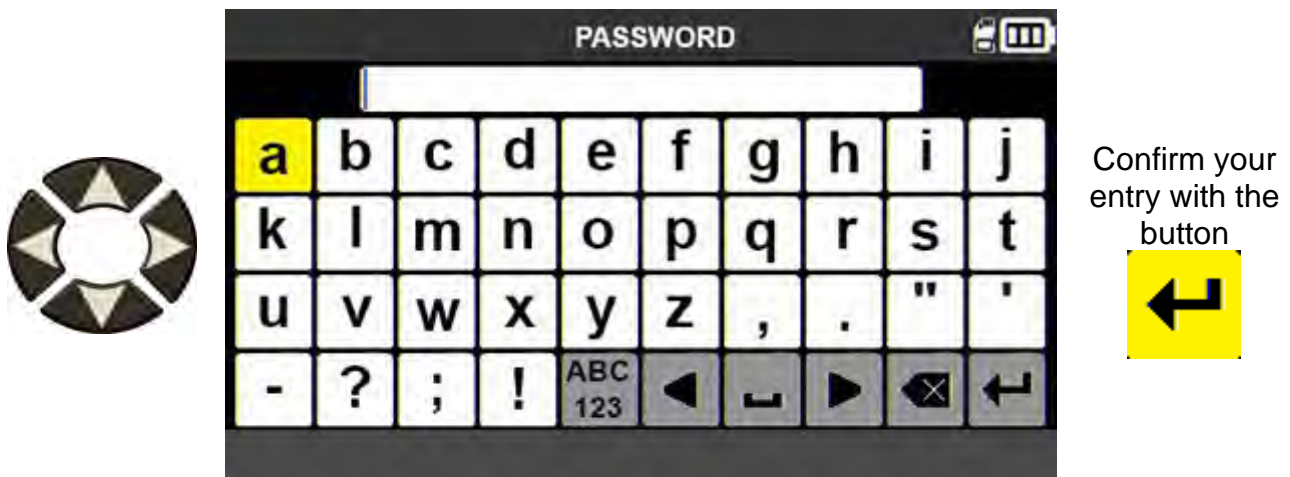 PASSWORD
a b c d e f g h i j
k l m n o p q r s t
u v w x y z , . " '
- ? ; ! ABC
123
Confirm your
entry with the
button